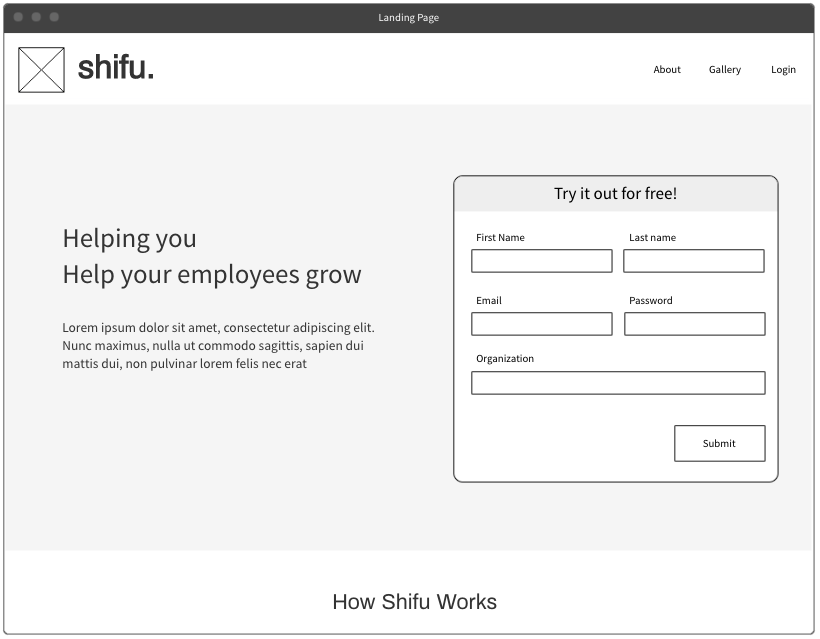 Landing Page
shifu.
About Gallery Login
Helping you
Help your employees grow
Lorem ipsum dolor sit amet, consectetur adipiscing elit.
Nunc maximus, nulla ut commodo sagittis, sapien dui
mattis dui, non pulvinar lorem felis nec erat
Try it out for free!
First Name Last name
Email Password
Organization
Submit
How Shifu Works